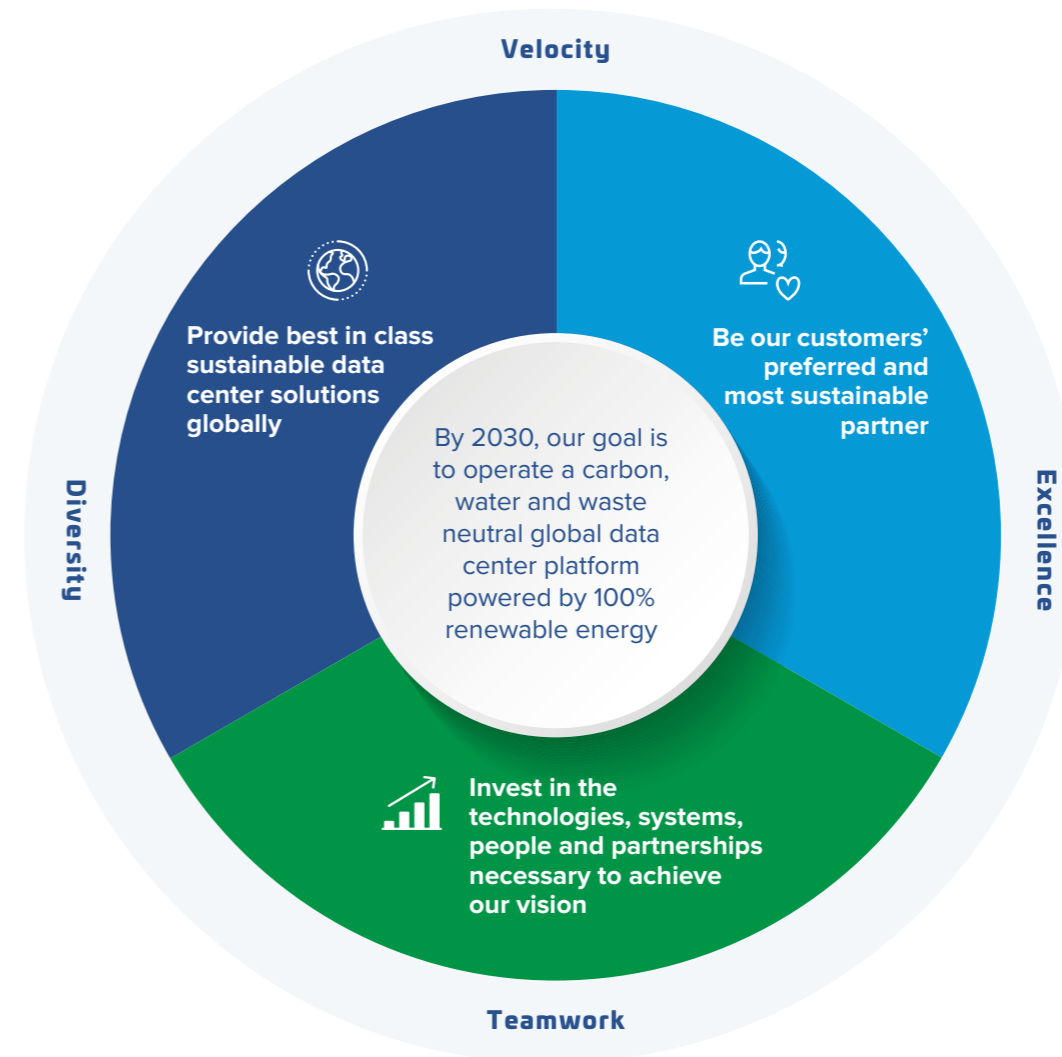 Velocity
Provide best in class
sustainable data
center solutions
globally
Be our customers’
preferred and
most sustainable
partner
By 2030, our goal is
to operate a carbon,
water and waste
neutral global data
center platform
powered by 100%
renewable energy
Diversity
Excellence
Invest in the
technologies, systems,
people and partnerships
necessary to achieve
our vision
Teamwork